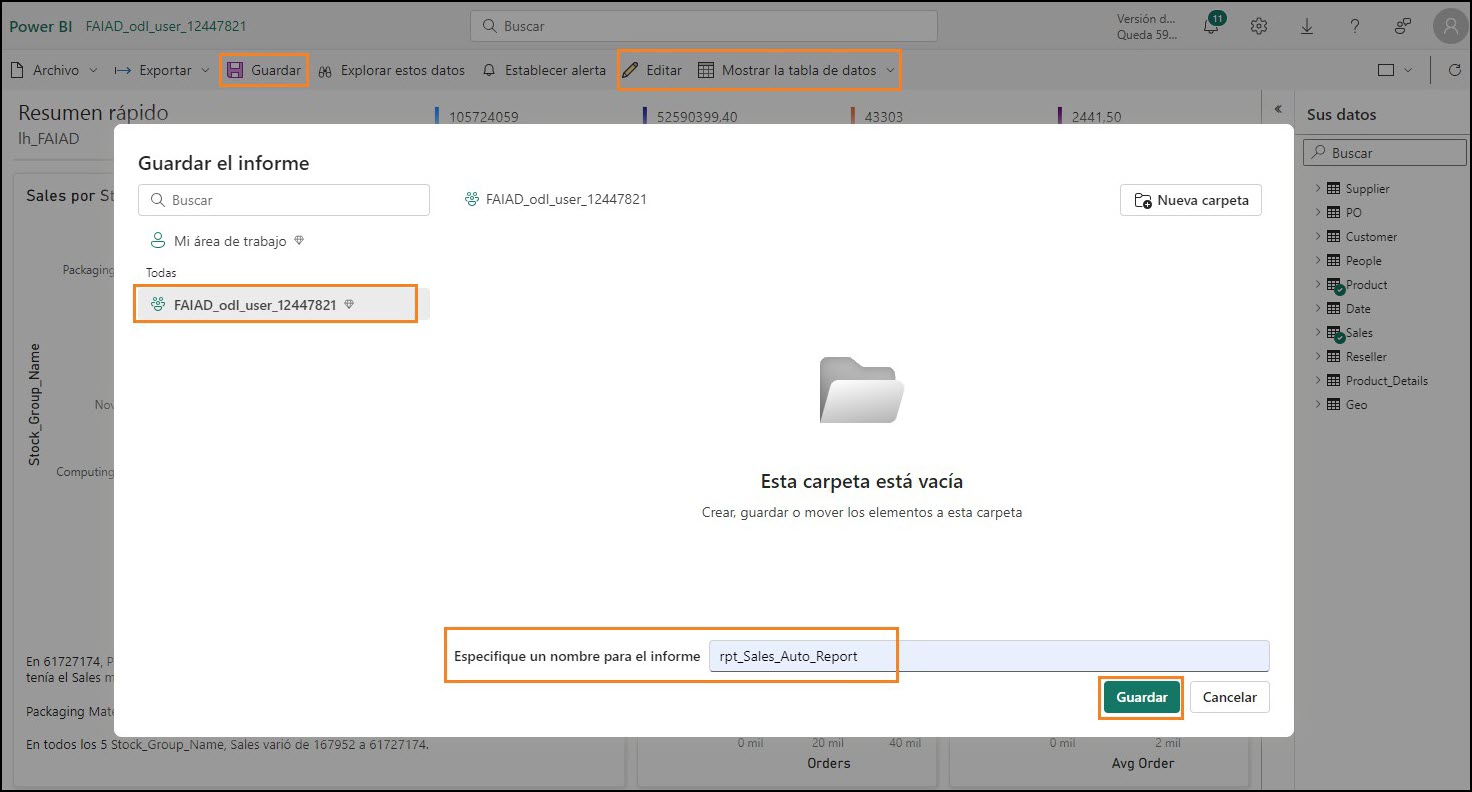 Power BI FAIAD_odl_user_12447821
Buscar
Versión d...
Queda 59...
11
Archivo
Exportar
Guardar
Explorar estos datos
Establecer alerta
Editar
Mostrar la tabla de datos
Resumen rápido
lh_FAIAD
105724059
52590399,40
43303
2441,50
Sus datos
Buscar
Supplier
PO
Customer
People
Product
Date
Sales
Reseller
Product_Details
Geo
Sales por St
Packaging
Stock_Group_Name
Nov
Computing
Guardar el informe
Buscar
FAIAD_odl_user_12447821
Nueva carpeta
Mi área de trabajo
Todas
FAIAD_odl_user_12447821
Esta carpeta está vacía
Crear, guardar o mover los elementos a esta carpeta
Especifique un nombre para el informe
rpt_Sales_Auto_Report
Guardar
Cancelar
En 61727174, P
tenía el Sales m
Packaging Mate
En todos los 5 Stock_Group_Name, Sales varió de 167952 a 61727174.
0 mil 20 mil 40 mil
Orders
0 mil 2 mil
Avg Order